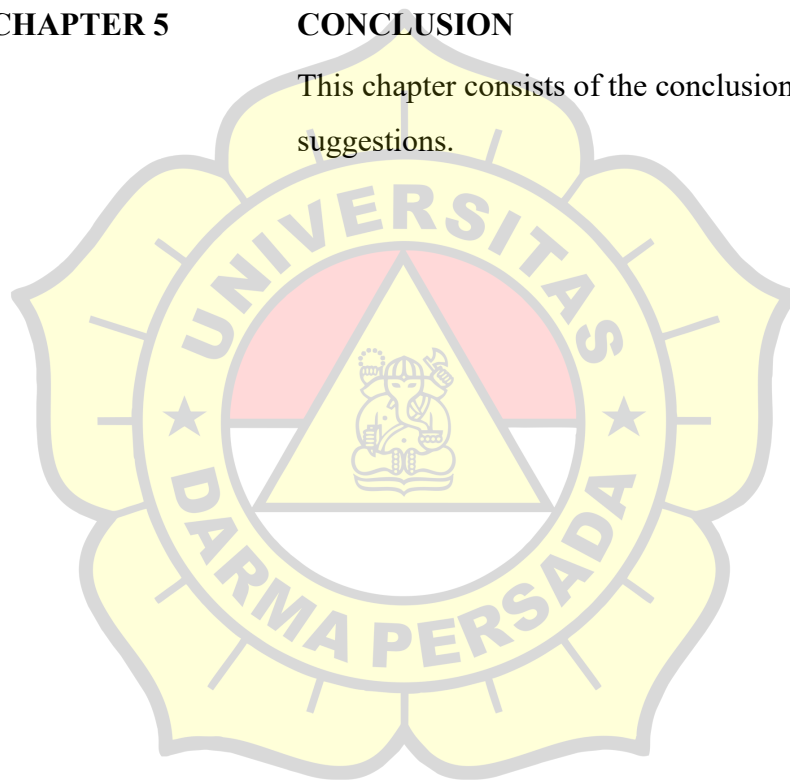 CHAPTER 5 CONCLUSION
This chapter consists of the conclusion
suggestions.
UNIVERSITAS
DARMA PERSADA